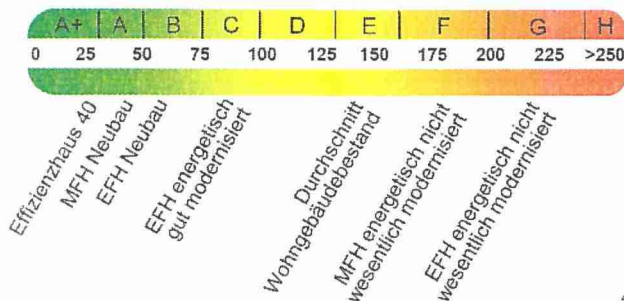 A+ A B C D E F G H
0 25 50 75 100 125 150 175 200 225 >250
Effizienzhaus 40
MFH Neubau
EFH Neubau
EFH energetisch
gut modernisiert
Durchschnitt
Wohngebäudebestand
MFH energetisch nicht
wesentlich modernisiert
EFH energetisch nicht
wesentlich modernisiert